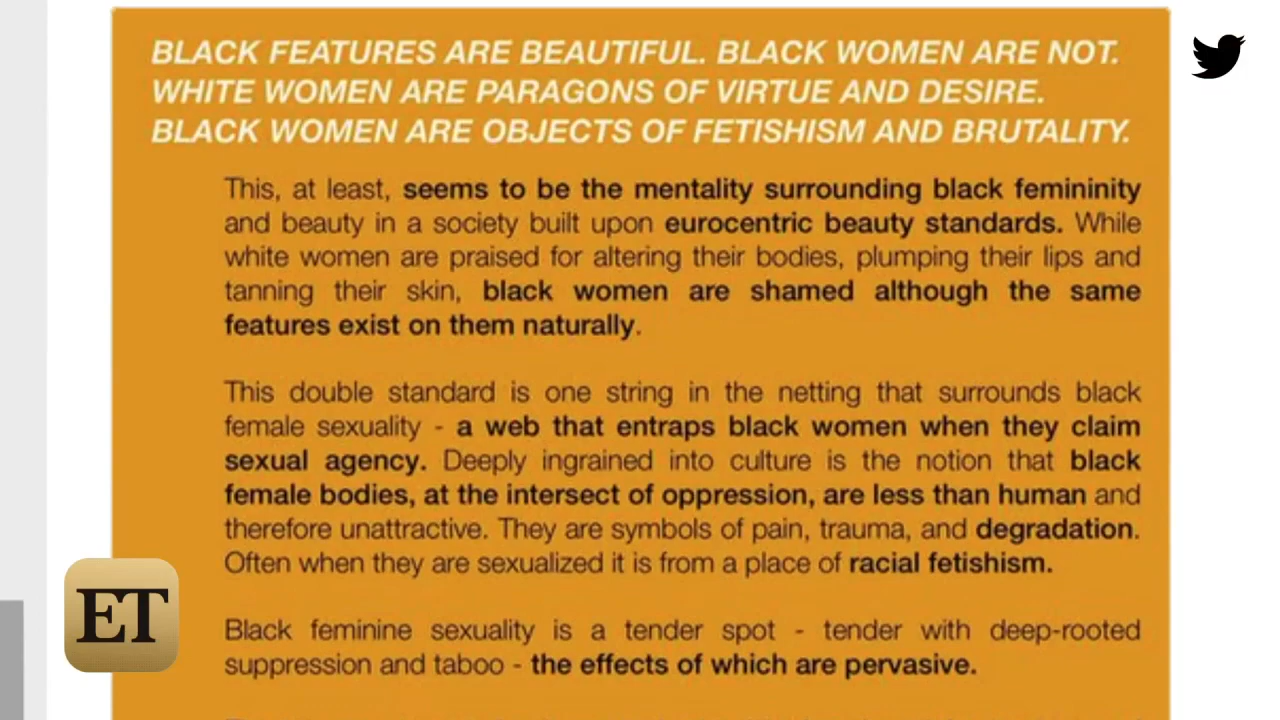 BLACK FEATURES ARE BEAUTIFUL. BLACK WOMEN ARE NOT.
WHITE WOMEN ARE PARAGONS OF VIRTUE AND DESIRE.
BLACK WOMEN ARE OBJECTS OF FETISHISM AND BRUTALITY.
This, at least, seems to be the mentality surrounding black femininity
and beauty in a society built upon eurocentric beauty standards. While
white women are praised for altering their bodies, plumping their lips and
tanning their skin, black women are shamed although the same
features exist on them naturally.
This double standard is one string in the netting that surrounds black
female sexuality - a web that entraps black women when they claim
sexual agency. Deeply ingrained into culture is the notion that black
female bodies, at the intersect of oppression, are less than human and
therefore unattractive. They are symbols of pain, trauma, and degradation.
Often when they are sexualized it is from a place of racial fetishism.
Black feminine sexuality is a tender spot - tender with deep-rooted
suppression and taboo - the effects of which are pervasive.
ET